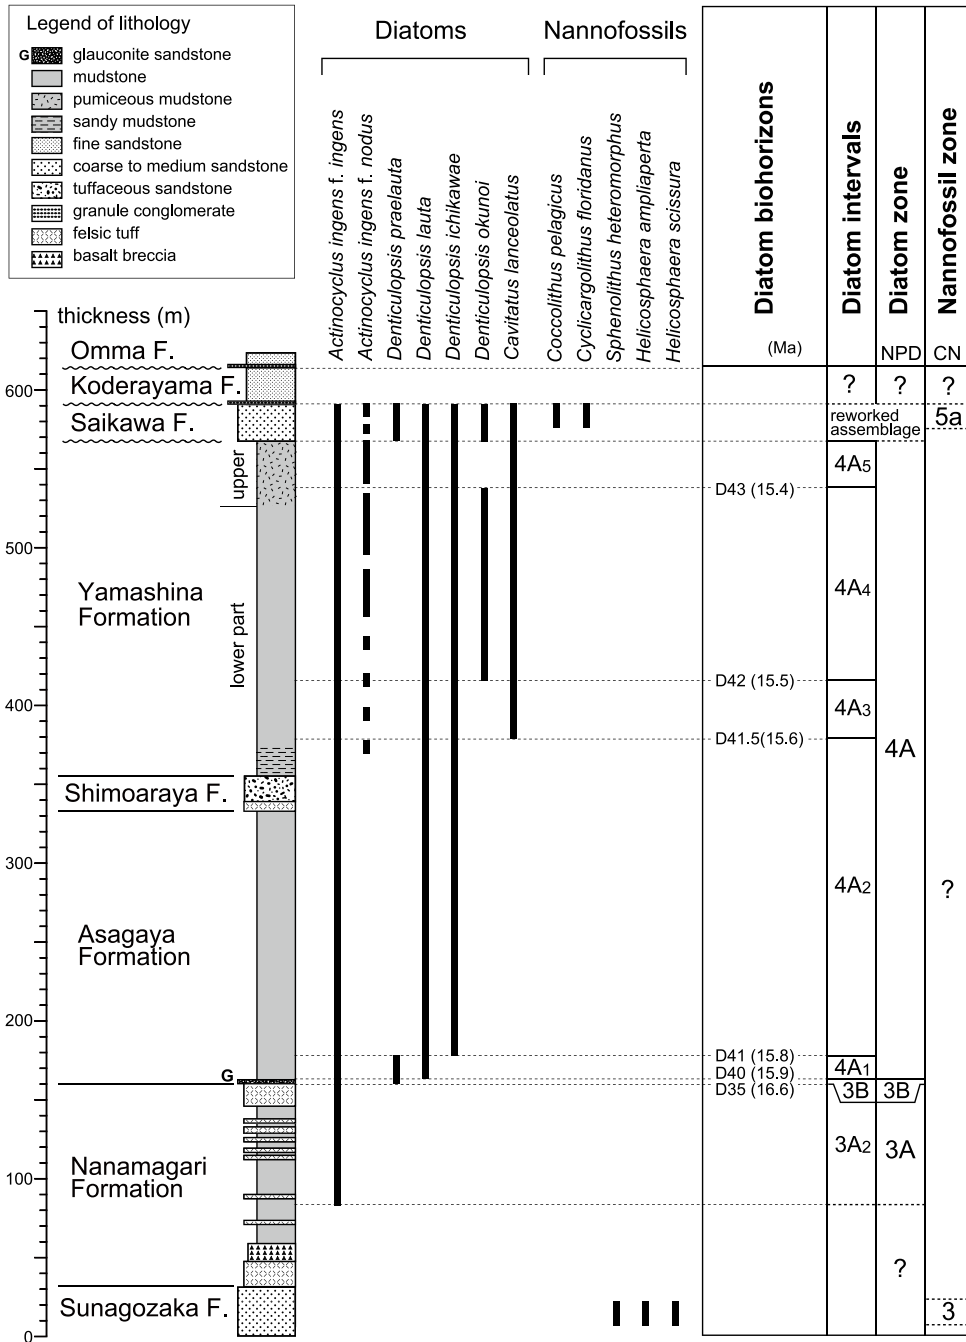 Legend of lithology
G
glauconite sandstone
mudstone
pumiceous mudstone
sandy mudstone
fine sandstone
coarse to medium sandstone
tuffaceous sandstone
granule conglomerate
felsic tuff
basalt breccia
Diatoms
Nannofossils
Actinocyclus ingens f. ingens
Actinocyclus ingens f. nodus
Denticulopsis praelauta
Denticulopsis lauta
Denticulopsis ichikawae
Denticulopsis okunoi
Cavitatus lanceolatus
Coccolithus pelagicus
Cyclicargolithus floridanus
Sphenolithus heteromorphus
Helicosphaera ampliaperta
Helicosphaera scissura
Diatom biohorizons
(Ma)
Diatom intervals
Diatom zone
NPD
Nannofossil zone
CN
thickness (m)
600
500
400
300
200
100
0
Omma F.
Koderayama F.
Saikawa F.
upper
Yamashina
Formation
lower part
Shimoaraya F.
Asagaya
Formation
G
Nanamagari
Formation
Sunagozaka F.
D43 (15.4)
D42 (15.5)
D41.5(15.6)
D41 (15.8)
D40 (15.9)
D35 (16.6)
?
reworked
assemblage
4A5
4A4
4A3
4A2
4A1
3B
3A2
?
4A
3B
3A
?
?
5a
?
3